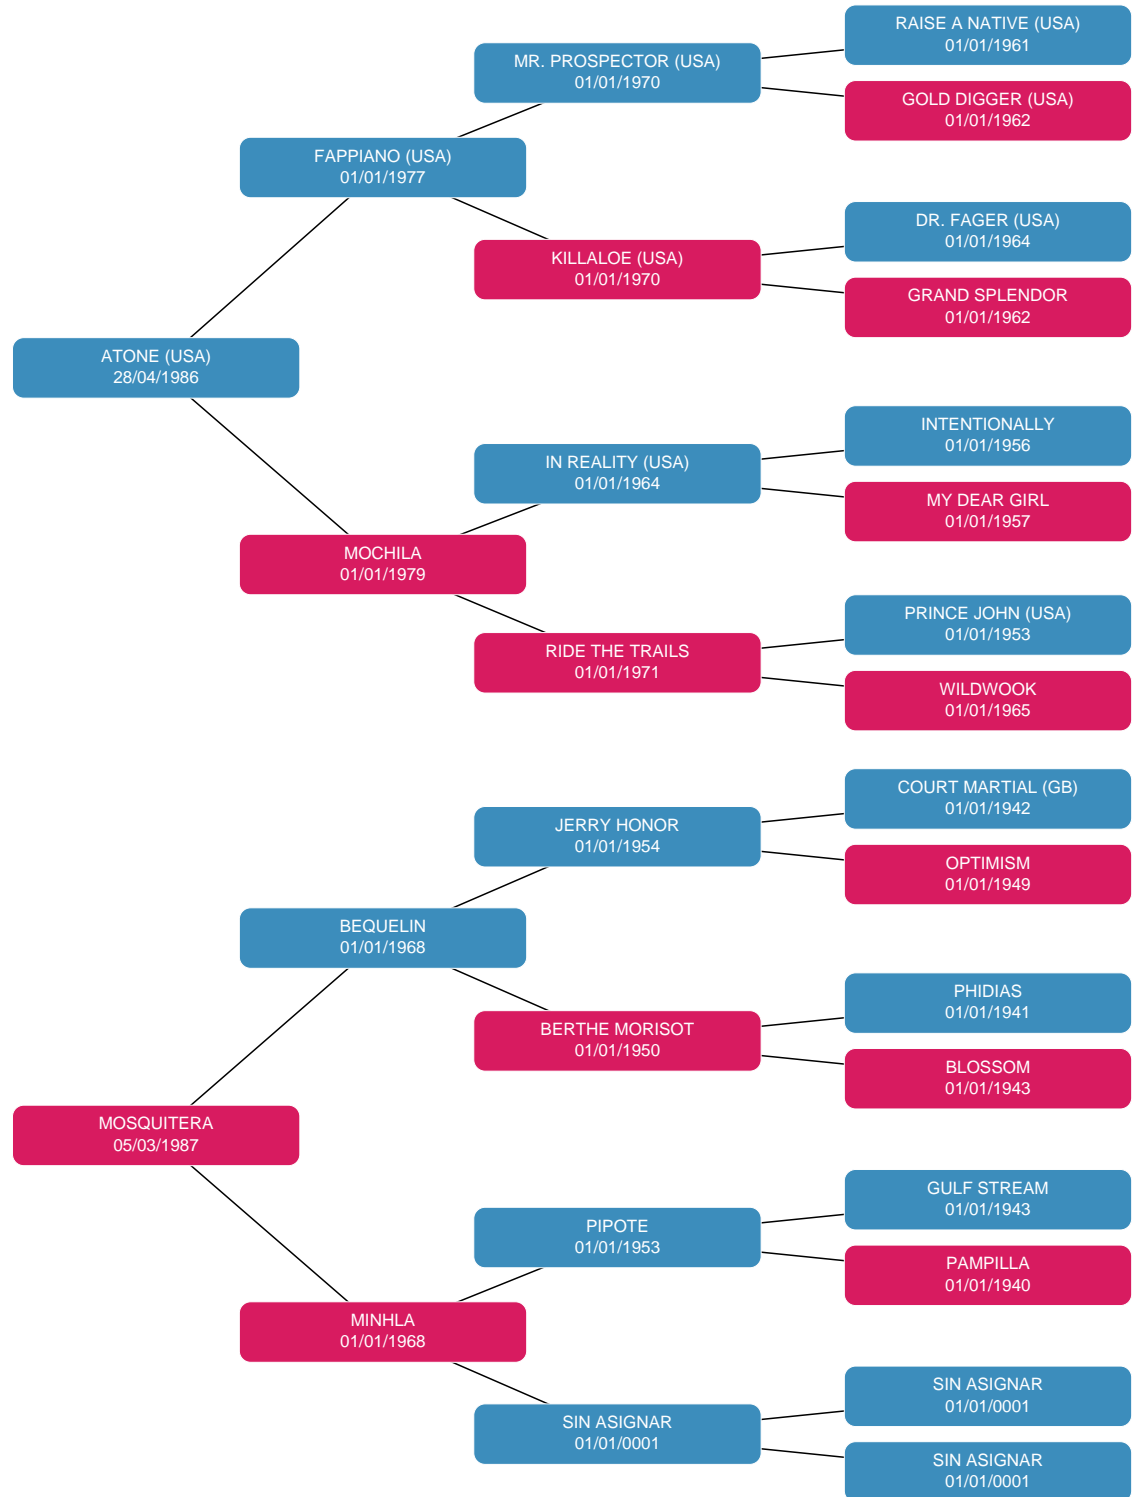 RAISE A NATIVE (USA)
01/01/1961
MR. PROSPECTOR (USA)
01/01/1970
GOLD DIGGER (USA)
01/01/1962
FAPPIANO (USA)
01/01/1977
DR. FAGER (USA)
01/01/1964
KILLALOE (USA)
01/01/1970
GRAND SPLENDOR
01/01/1962
ATONE (USA)
28/04/1986
INTENTIONALLY
01/01/1956
IN REALITY (USA)
01/01/1964
MY DEAR GIRL
01/01/1957
MOCHILA
01/01/1979
PRINCE JOHN (USA)
01/01/1953
RIDE THE TRAILS
01/01/1971
WILDWOOK
01/01/1965
COURT MARTIAL (GB)
01/01/1942
JERRY HONOR
01/01/1954
OPTIMISM
01/01/1949
BEQUELIN
01/01/1968
PHIDIAS
01/01/1941
BERTHE MORISOT
01/01/1950
BLOSSOM
01/01/1943
MOSQUITERA
05/03/1987
GULF STREAM
01/01/1943
PIPOTE
01/01/1953
PAMPILLA
01/01/1940
MINHLA
01/01/1968
SIN ASIGNAR
01/01/0001
SIN ASIGNAR
01/01/0001
SIN ASIGNAR
01/01/0001